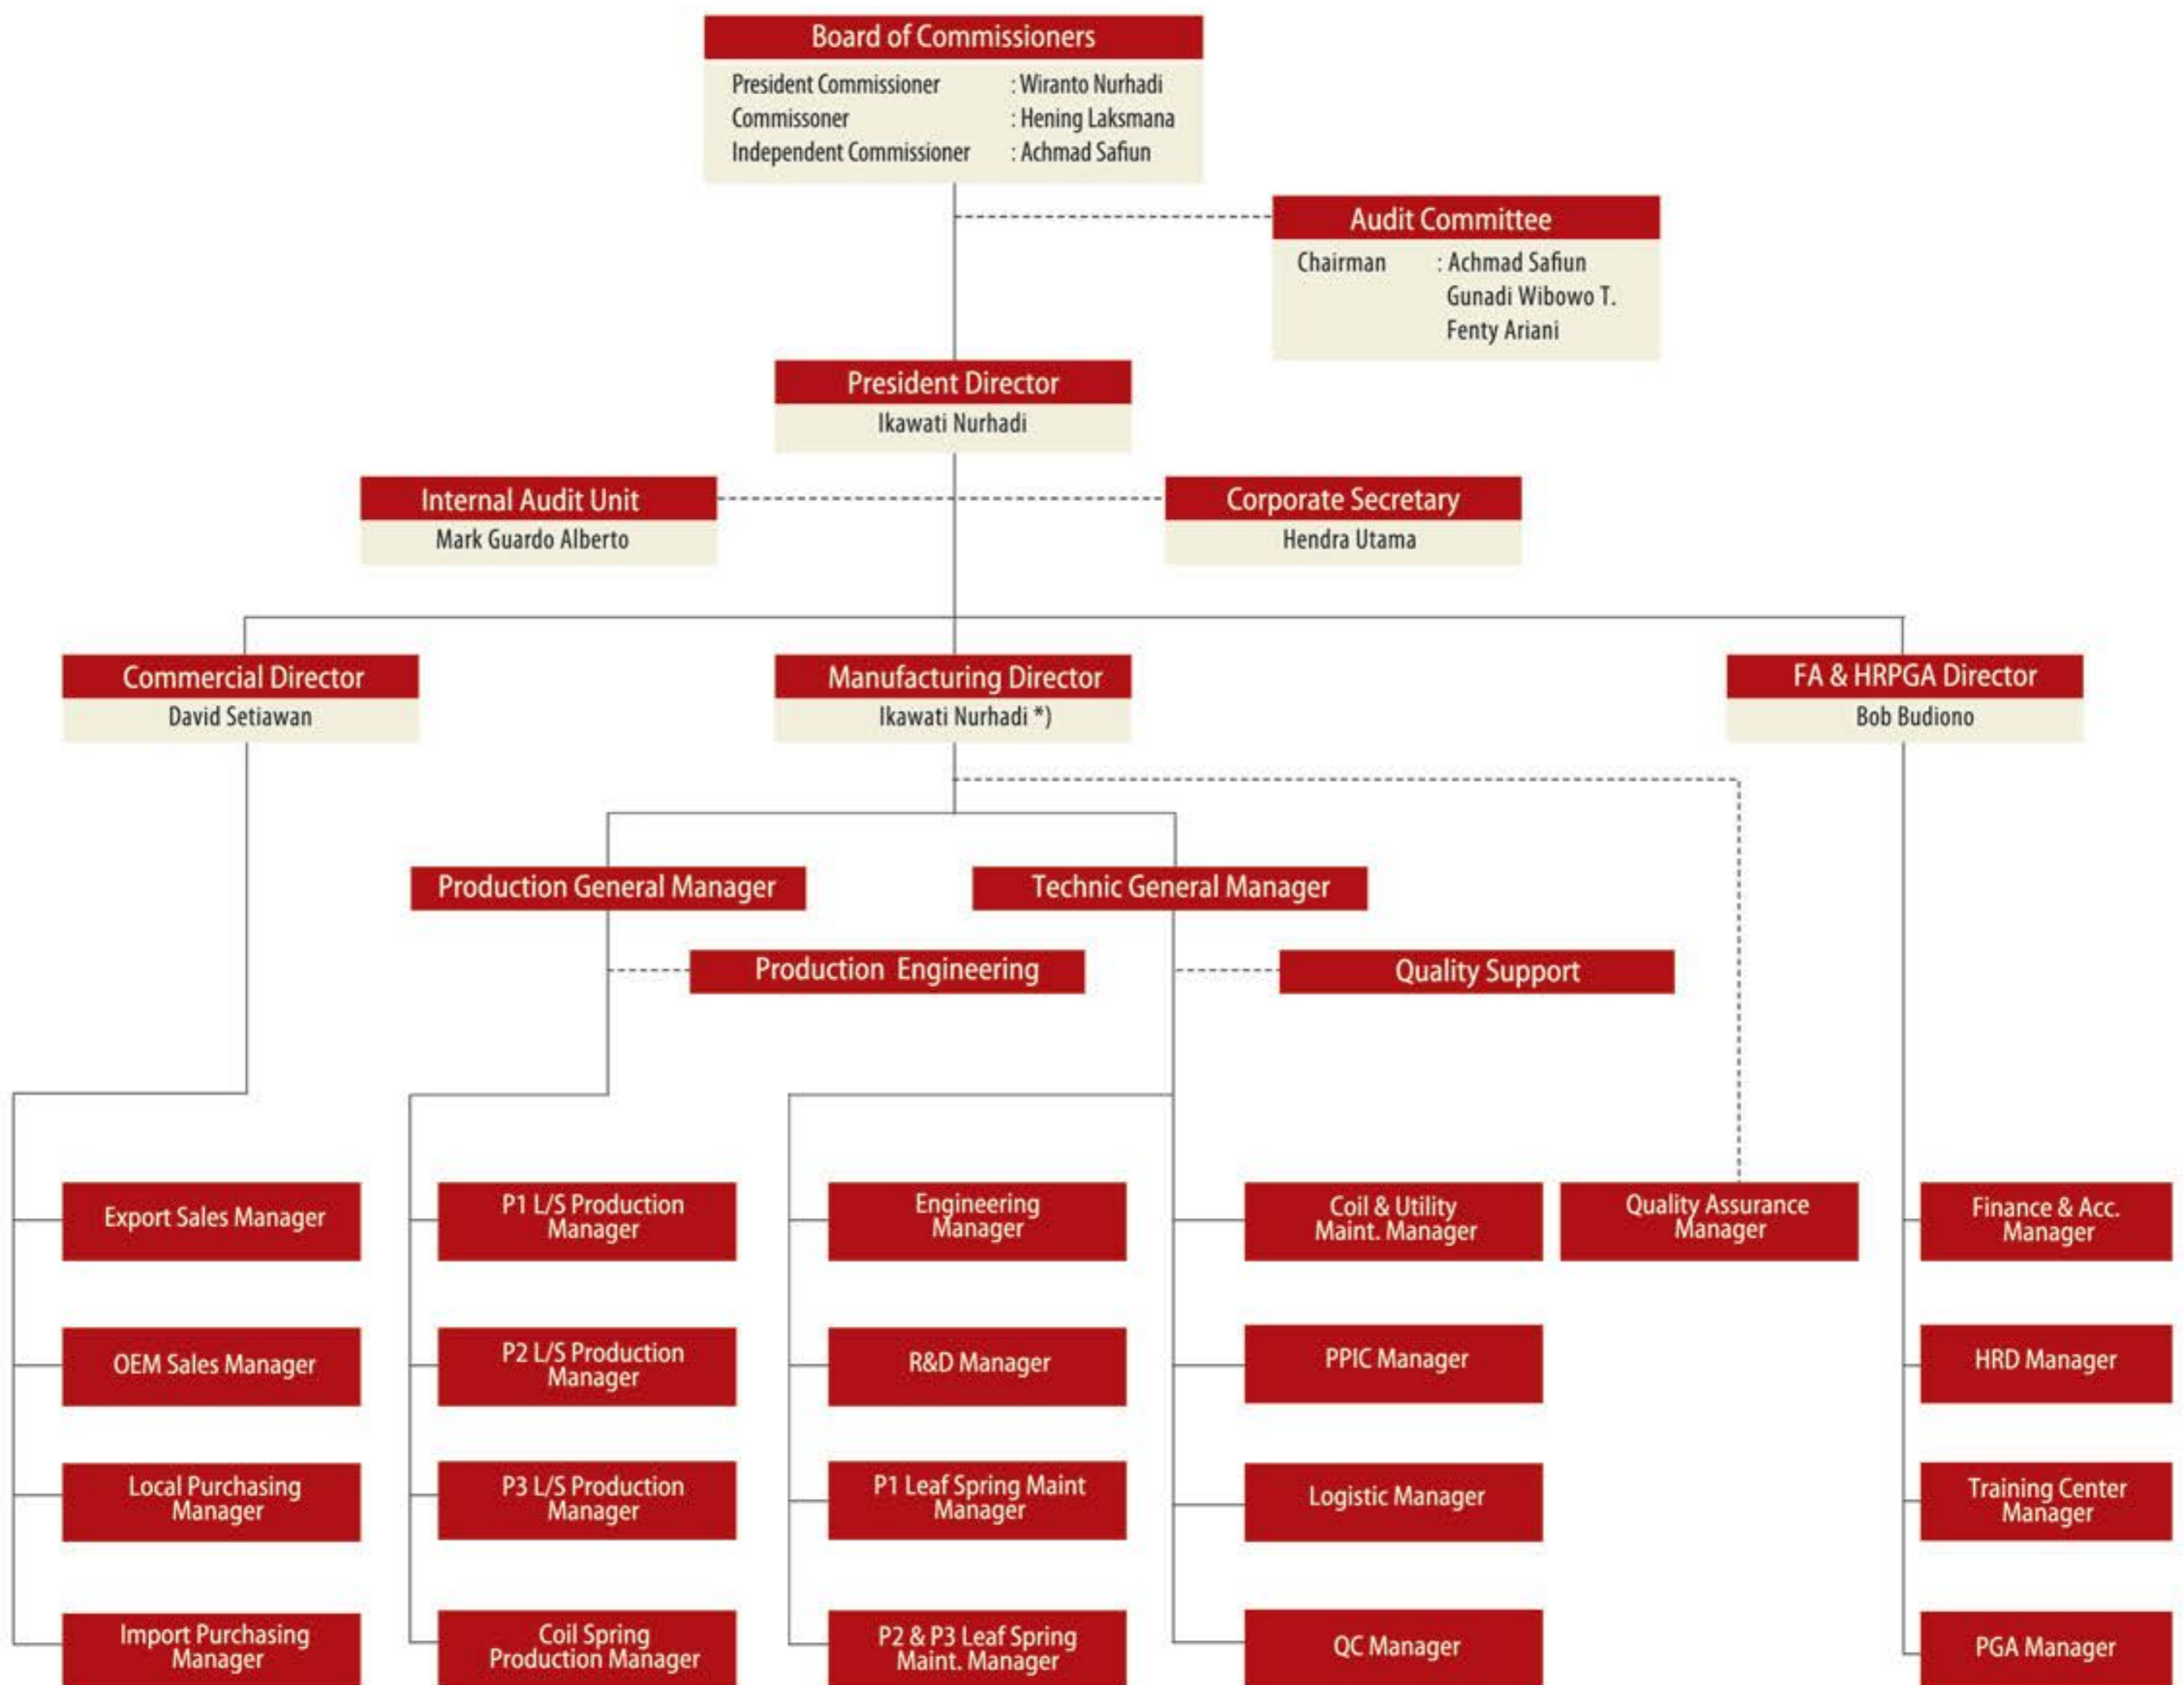 Board of Commissioners
President Commissioner : Wiranto Nurhadi
Commissoner : Hening Laksmana
Independent Commissioner : Achmad Safiun
Audit Committee
Chairman : Achmad Safiun
Gunadi Wibowo T.
Fenty Ariani
President Director
Ikawati Nurhadi
Internal Audit Unit
Mark Guardo Alberto
Corporate Secretary
Hendra Utama
Commercial Director
David Setiawan
Manufacturing Director
Ikawati Nurhadi *)
FA & HRPGA Director
Bob Budiono
Production General Manager
Technic General Manager
Production Engineering
Quality Support
Export Sales Manager
P1 L/S Production
Manager
Engineering
Manager
Coil & Utility
Maint. Manager
Quality Assurance
Manager
Finance & Acc.
Manager
OEM Sales Manager
P2 L/S Production
Manager
R&D Manager
PPIC Manager
HRD Manager
Local Purchasing
Manager
P3 L/S Production
Manager
P1 Leaf Spring Maint
Manager
Logistic Manager
Training Center
Manager
Import Purchasing
Manager
Coil Spring
Production Manager
P2 & P3 Leaf Spring
Maint. Manager
QC Manager
PGA Manager